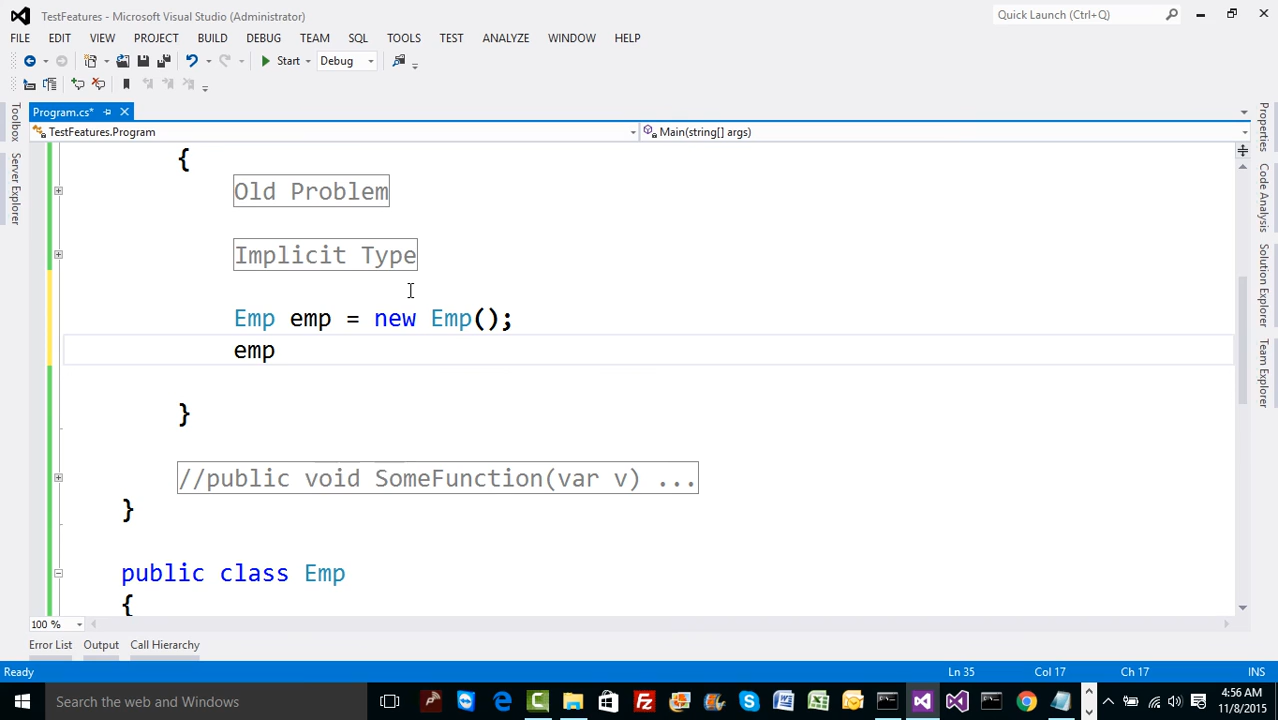 TestFeatures - Microsoft Visual Studio (Administrator)
Quick Launch (Ctrl+Q)
FILE EDIT VIEW PROJECT BUILD DEBUG TEAM SQL TOOLS TEST ANALYZE WINDOW HELP
Start Debug
Program.cs*
TestFeatures.Program
Main(string[] args)
Toolbox
Server Explorer
{
Old Problem
Implicit Type
Emp emp = new Emp();
emp
}
//public void SomeFunction(var v) ...
}
public class Emp
{
Properties
Code Analysis
Solution Explorer
Team Explorer
100 %
Error List Output Call Hierarchy
Ready
Ln 35 Col 17 Ch 17 INS
Search the web and Windows
4:56 AM
11/8/2015